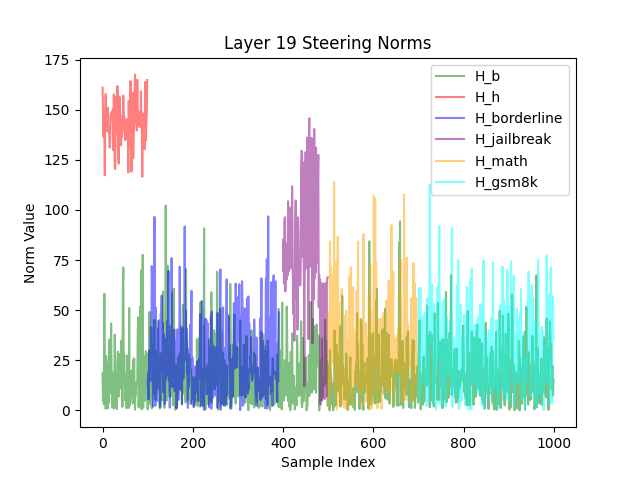 Layer 19 Steering Norms
Norm Value
175
150
125
100
75
50
25
0
0
200
400
600
800
1000
Sample Index
H_b
H_h
H_borderline
H_jailbreak
H_math
H_gsm8k